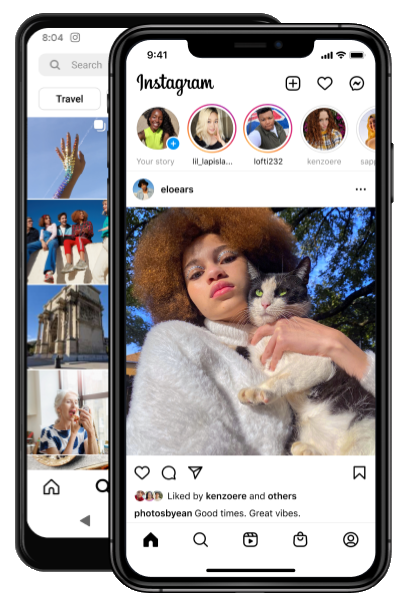 8:04
Search
Travel
9:41
Instagram
Your story
lil_lapisla...
lofti232
kenzoere
sapp
eloears
Liked by kenzoere and others
photosbyean Good times. Great vibes.